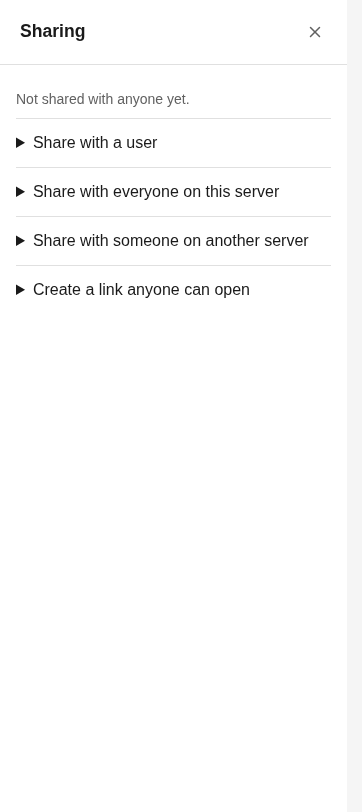 Sharing
Not shared with anyone yet.
Share with a user
Share with everyone on this server
Share with someone on another server
Create a link anyone can open